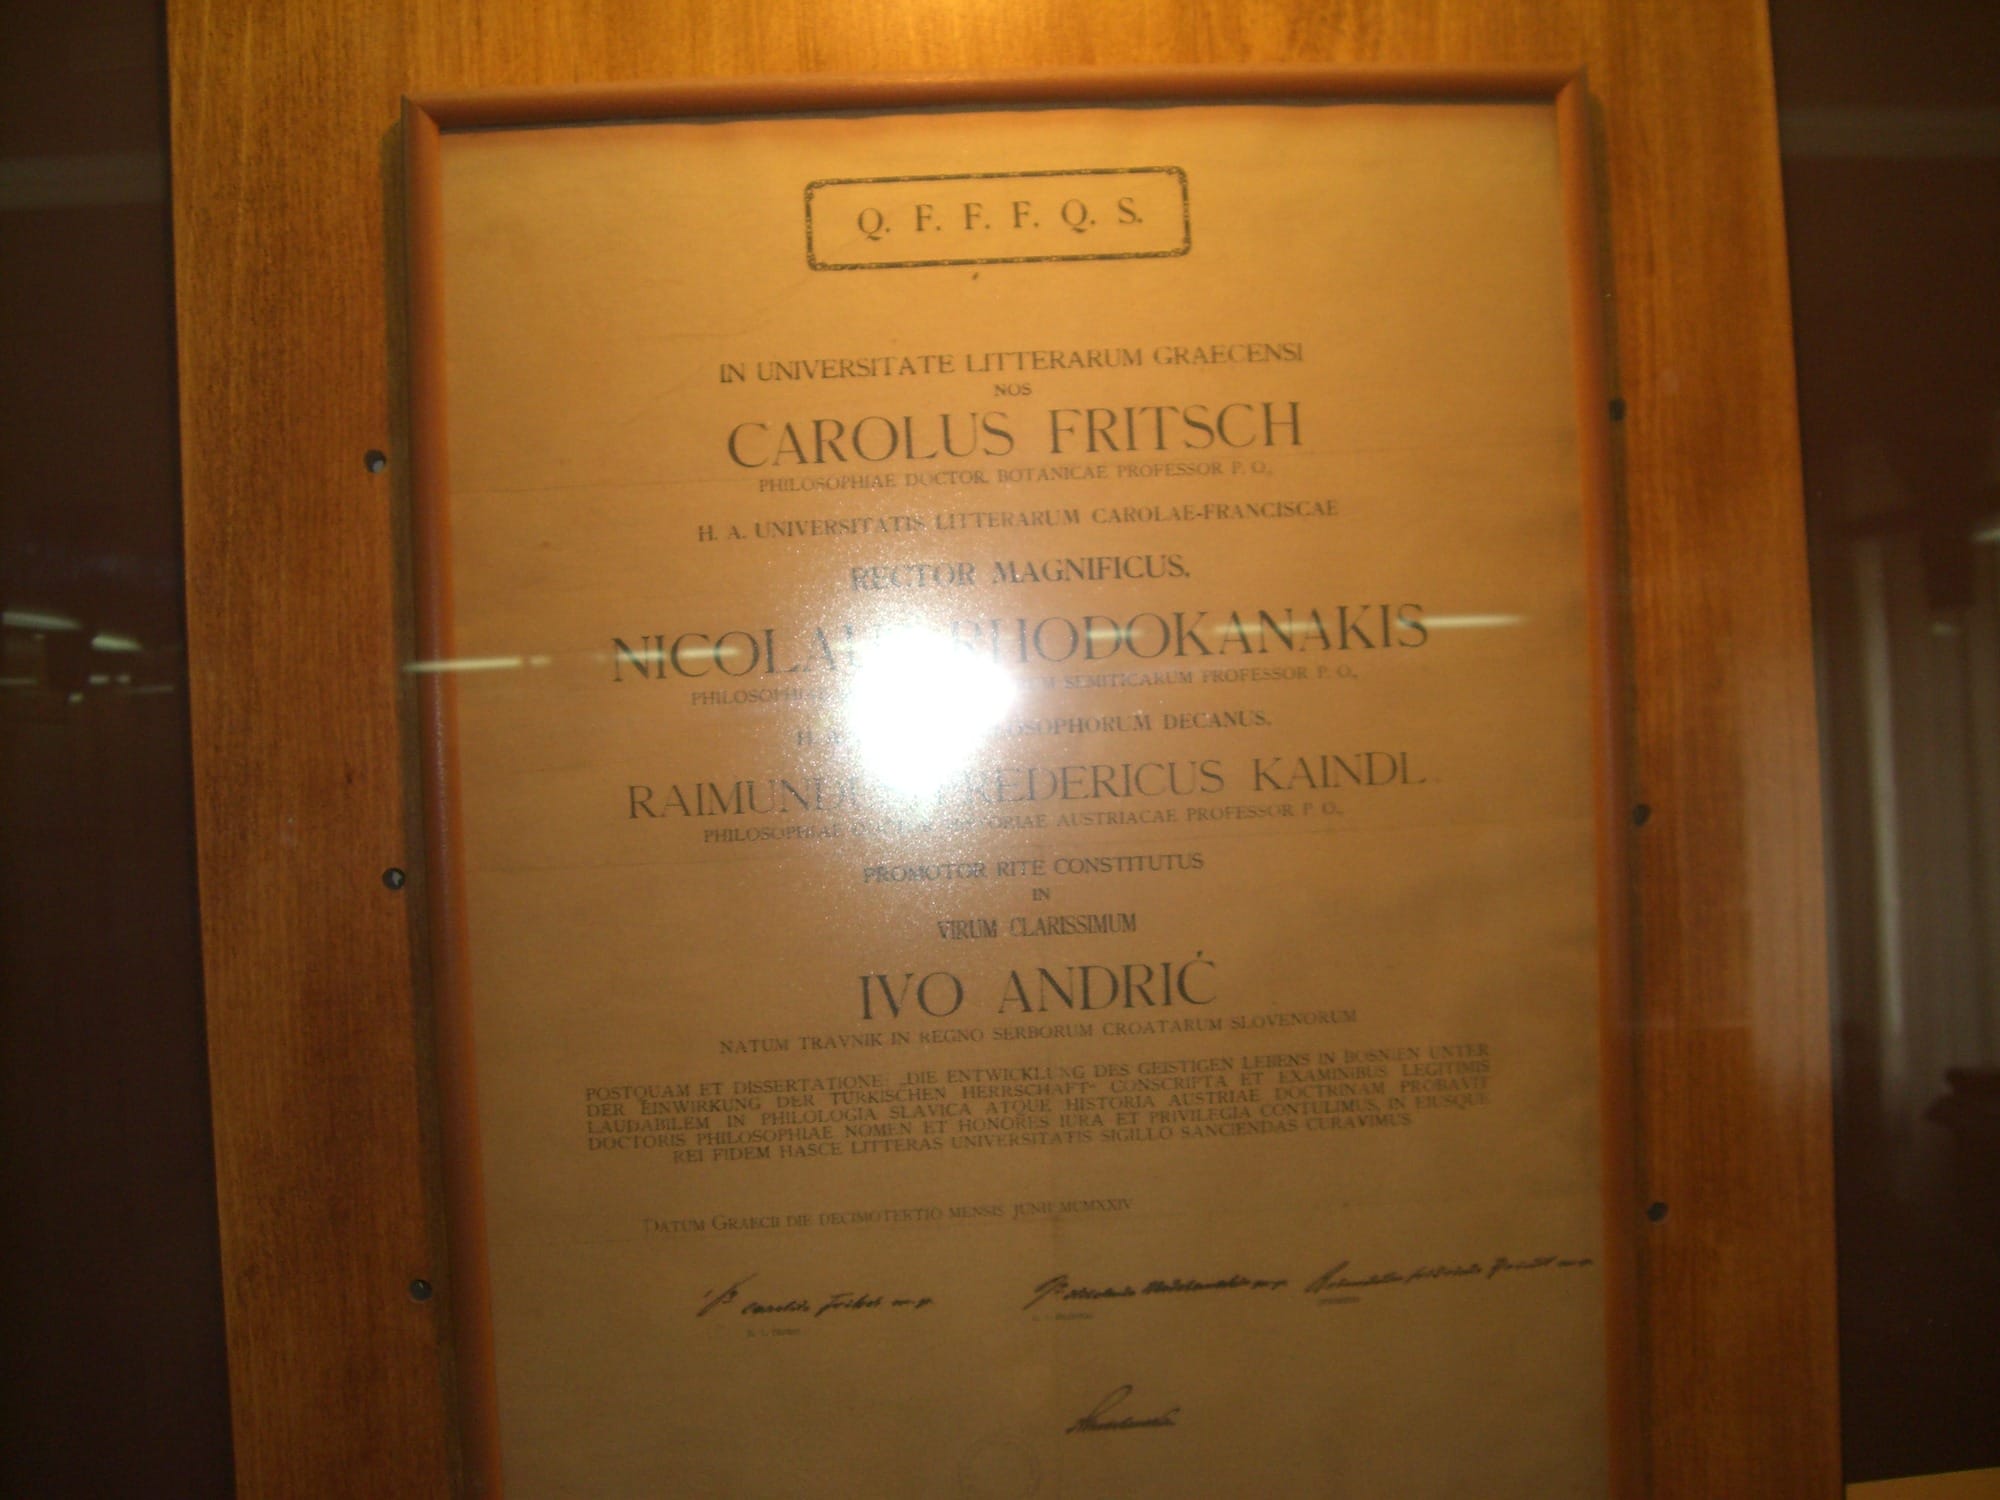 Q. F. F. F. Q. S.
IN UNIVERSITATE LITTERARUM GRAECENSI
NOS
CAROLUS FRITSCH
PHILOSOPHIAE DOCTOR, BOTANICAE PROFESSOR P. O.,
H. A. UNIVERSITATIS LITTERARUM CAROLAE-FRANCISCAE
RECTOR MAGNIFICUS,
RHODOKANAKIS
SEMITICARUM PROFESSOR P. O.,
DECANUS,
KAINDL
PHILOSOPHIAE AUSTRIACAE PROFESSOR P. O.,
PROMOTOR RITE CONSTITUTUS
IN
VIRUM CLARISSIMUM
IVO ANDRIĆ
NATUM TRAVNIK IN REGNO SERBORUM CROATARUM SLOVENORUM
POSTQUAM ET DISSERTATIONE: „DIE ENTWICKLUNG DES GEISTIGEN LEBENS IN BOSNIEN UNTER
DER EINWIRKUNG DER TÜRKISCHEN HERRSCHAFT“ CONSCRIPTA ET EXAMINIBUS LEGITIMIS
LAUDABILEM IN PHILOLOGIA SLAVICA ATQUE HISTORIA AUSTRIAE DOCTRINAM PROBAVIT
DOCTORIS PHILOSOPHIAE NOMEN ET HONORES IURA ET PRIVILEGIA CONTULIMUS, IN EIUSQUE
REI FIDEM HASCE LITTERAS UNIVERSITATIS SIGILLO SANCIENDAS CURAVIMUS.
DATUM GRAECII DIE DECIMOTERTIO MENSIS JUNII MCMXXIV